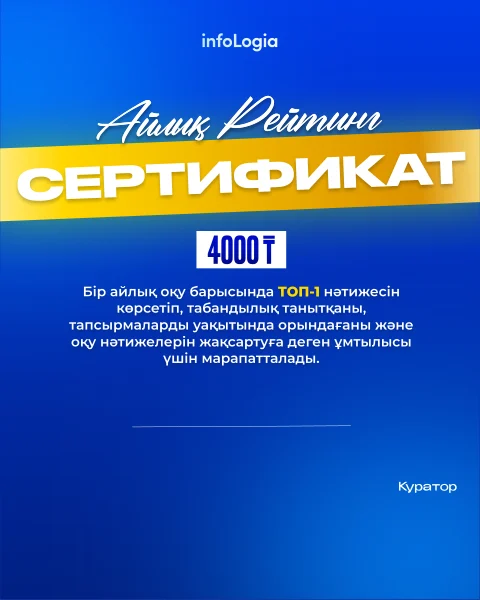 infoLogia
Айлық Рейтинг
СЕРТИФИКАТ
4000 ₸
Бір айлық оқу барысында ТОП-1 нәтижесін
көрсетіп, табандылық танытқаны,
тапсырмаларды уақытында орындағаны және
оқу нәтижелерін жақсартуға деген ұмтылысы
үшін марапатталады.
Куратор